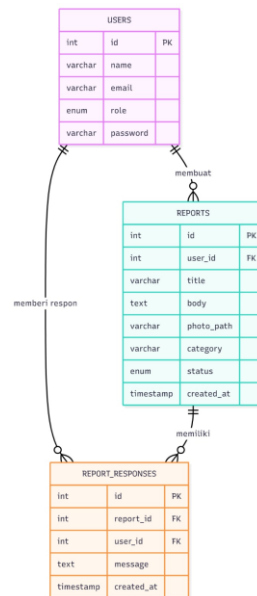 USERS
int id PK
varchar name
varchar email
enum role
varchar password
membuat
REPORTS
int id PK
int user_id FK
varchar title
text body
varchar photo_path
varchar category
enum status
timestamp created_at
memberi respon
memiliki
REPORT_RESPONSES
int id PK
int report_id FK
int user_id FK
text message
timestamp created_at